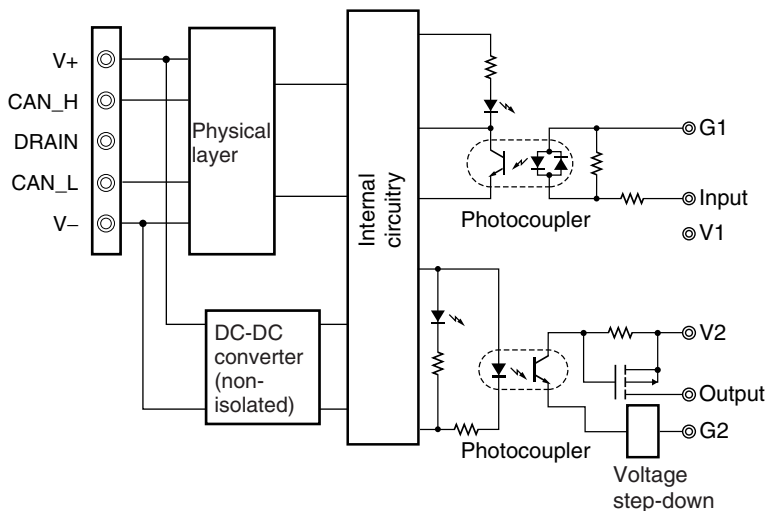 V+
CAN_H
DRAIN
CAN_L
V−
Physical
layer
DC-DC
converter
(non-
isolated)
Internal
circuitry
Photocoupler
G1
Input
V1
V2
Output
G2
Photocoupler
Voltage
step-down